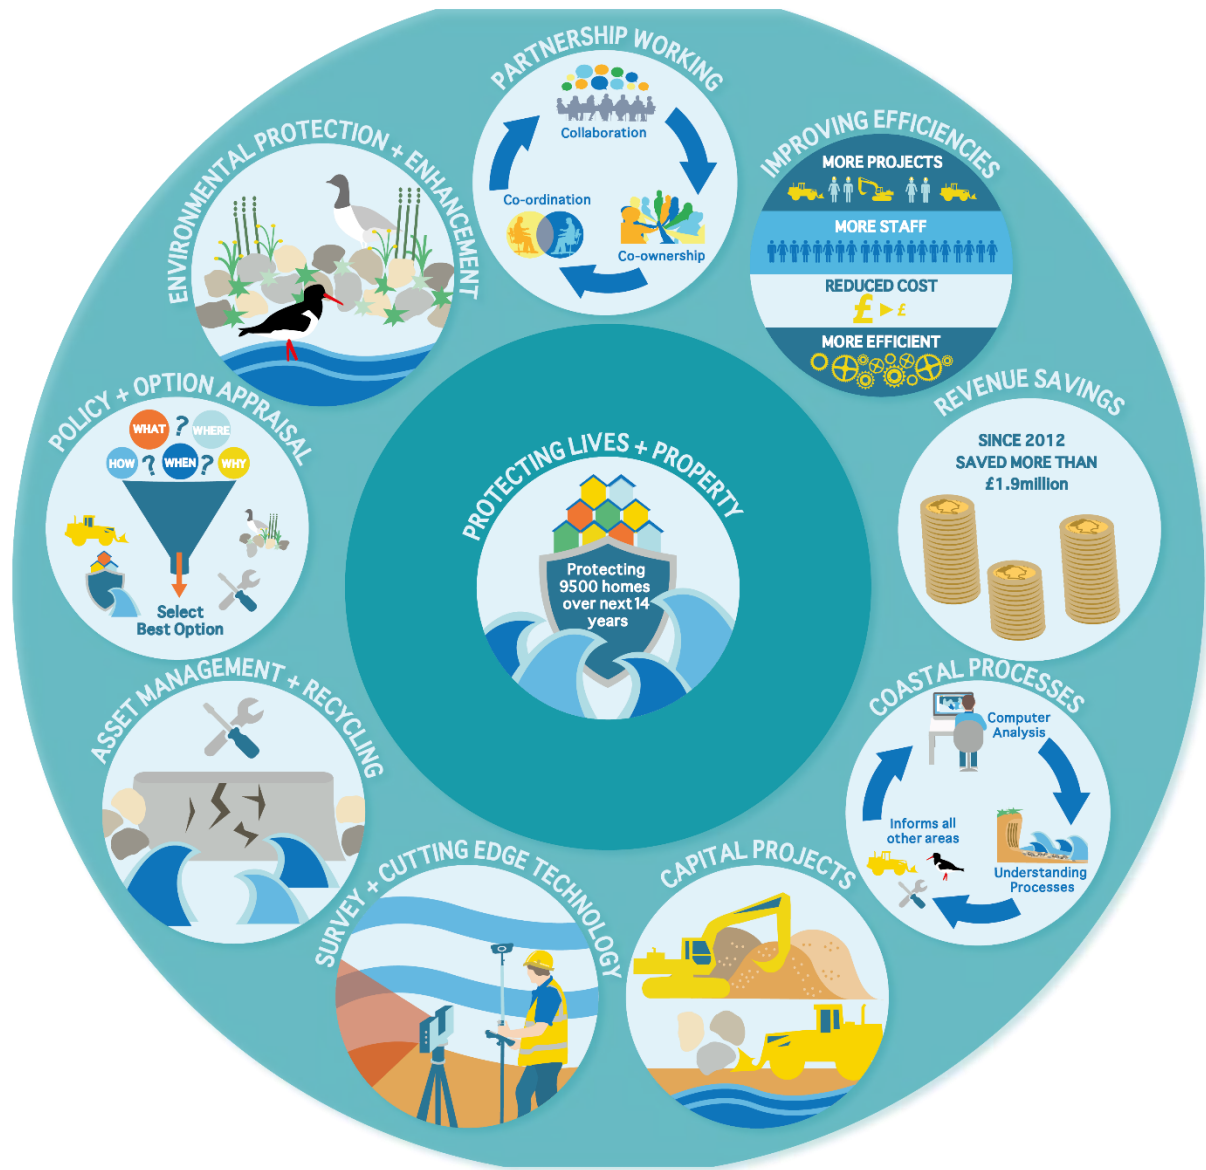 PARTNERSHIP WORKING
Collaboration
Co-ordination
Co-ownership
IMPROVING EFFICIENCIES
MORE PROJECTS
MORE STAFF
REDUCED COST
£ £
MORE EFFICIENT
REVENUE SAVINGS
SINCE 2012
SAVED MORE THAN
£1.9million
COASTAL PROCESSES
Computer
Analysis
Informs all
other areas
Understanding
Processes
CAPITAL PROJECTS
SURVEY + CUTTING EDGE TECHNOLOGY
ASSET MANAGEMENT + RECYCLING
POLICY + OPTION APPRAISAL
WHAT ? WHERE
HOW ? WHEN ? WHY
Select
Best Option
ENVIRONMENTAL PROTECTION + ENHANCEMENT
PROTECTING LIVES + PROPERTY
Protecting
9500 homes
over next 14
years